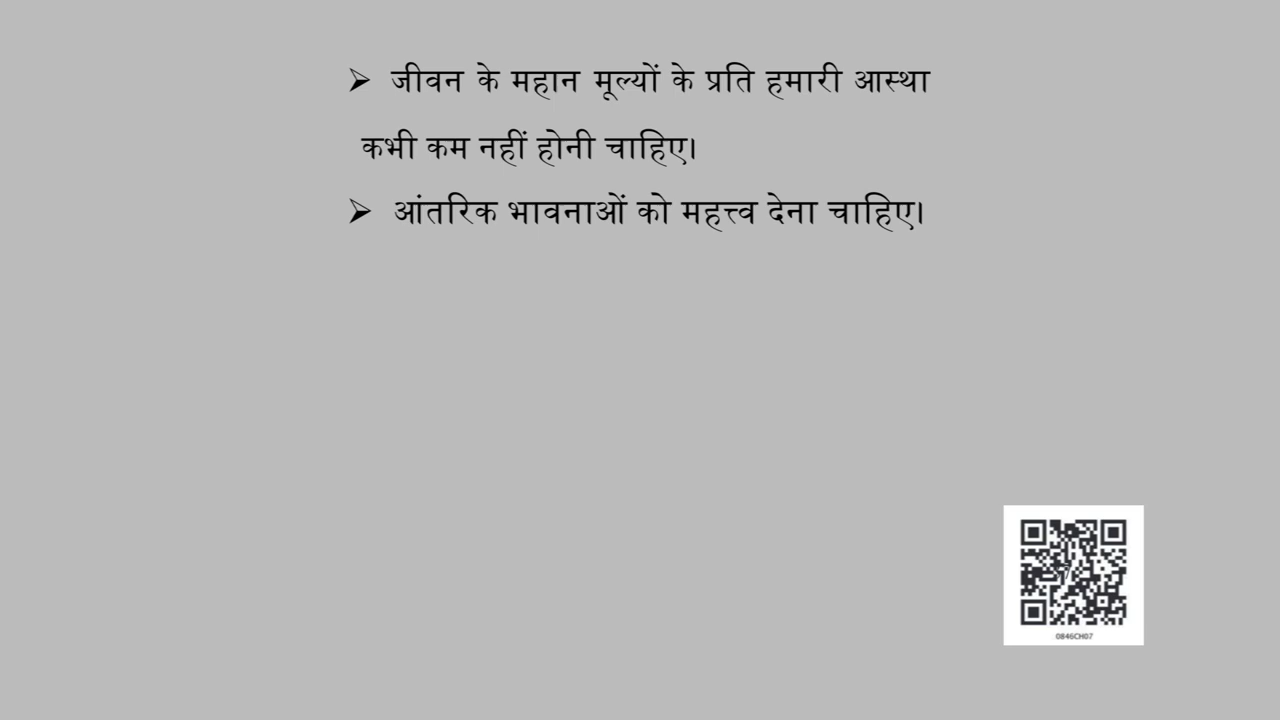 ➢ जीवन के महान मूल्यों के प्रति हमारी आस्था
कभी कम नहीं होनी चाहिए।
➢ आंतरिक भावनाओं को महत्त्व देना चाहिए।
0846CH07